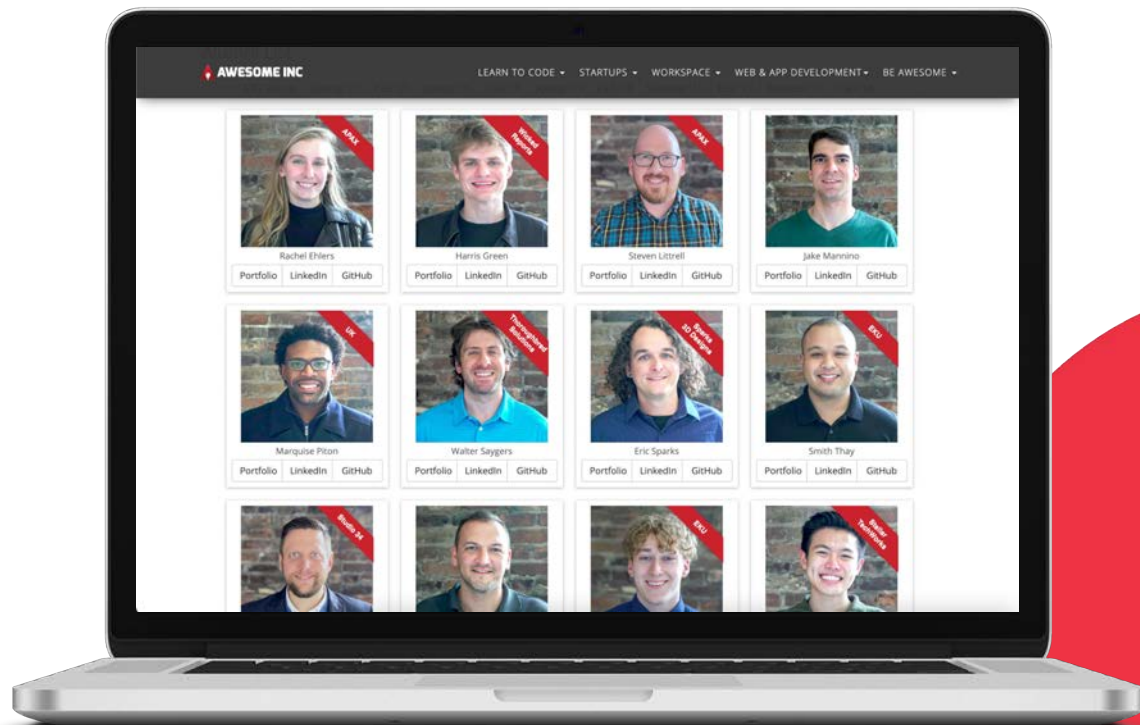 AWESOME INC
LEARN TO CODE
STARTUPS
WORKSPACE
WEB & APP DEVELOPMENT
BE AWESOME
APAX
Wicked
Reports
APAX
Rachel Ehlers
Harris Green
Steven Littrell
Jake Mannino
Portfolio LinkedIn GitHub
Portfolio LinkedIn GitHub
Portfolio LinkedIn GitHub
Portfolio LinkedIn GitHub
UK
Thoroughbred
Solutions
Sparks
3D Designs
EKU
Marquise Piton
Walter Saygers
Eric Sparks
Smith Thay
Portfolio LinkedIn GitHub
Portfolio LinkedIn GitHub
Portfolio LinkedIn GitHub
Portfolio LinkedIn GitHub
Studio 34
EKU
TechWorks